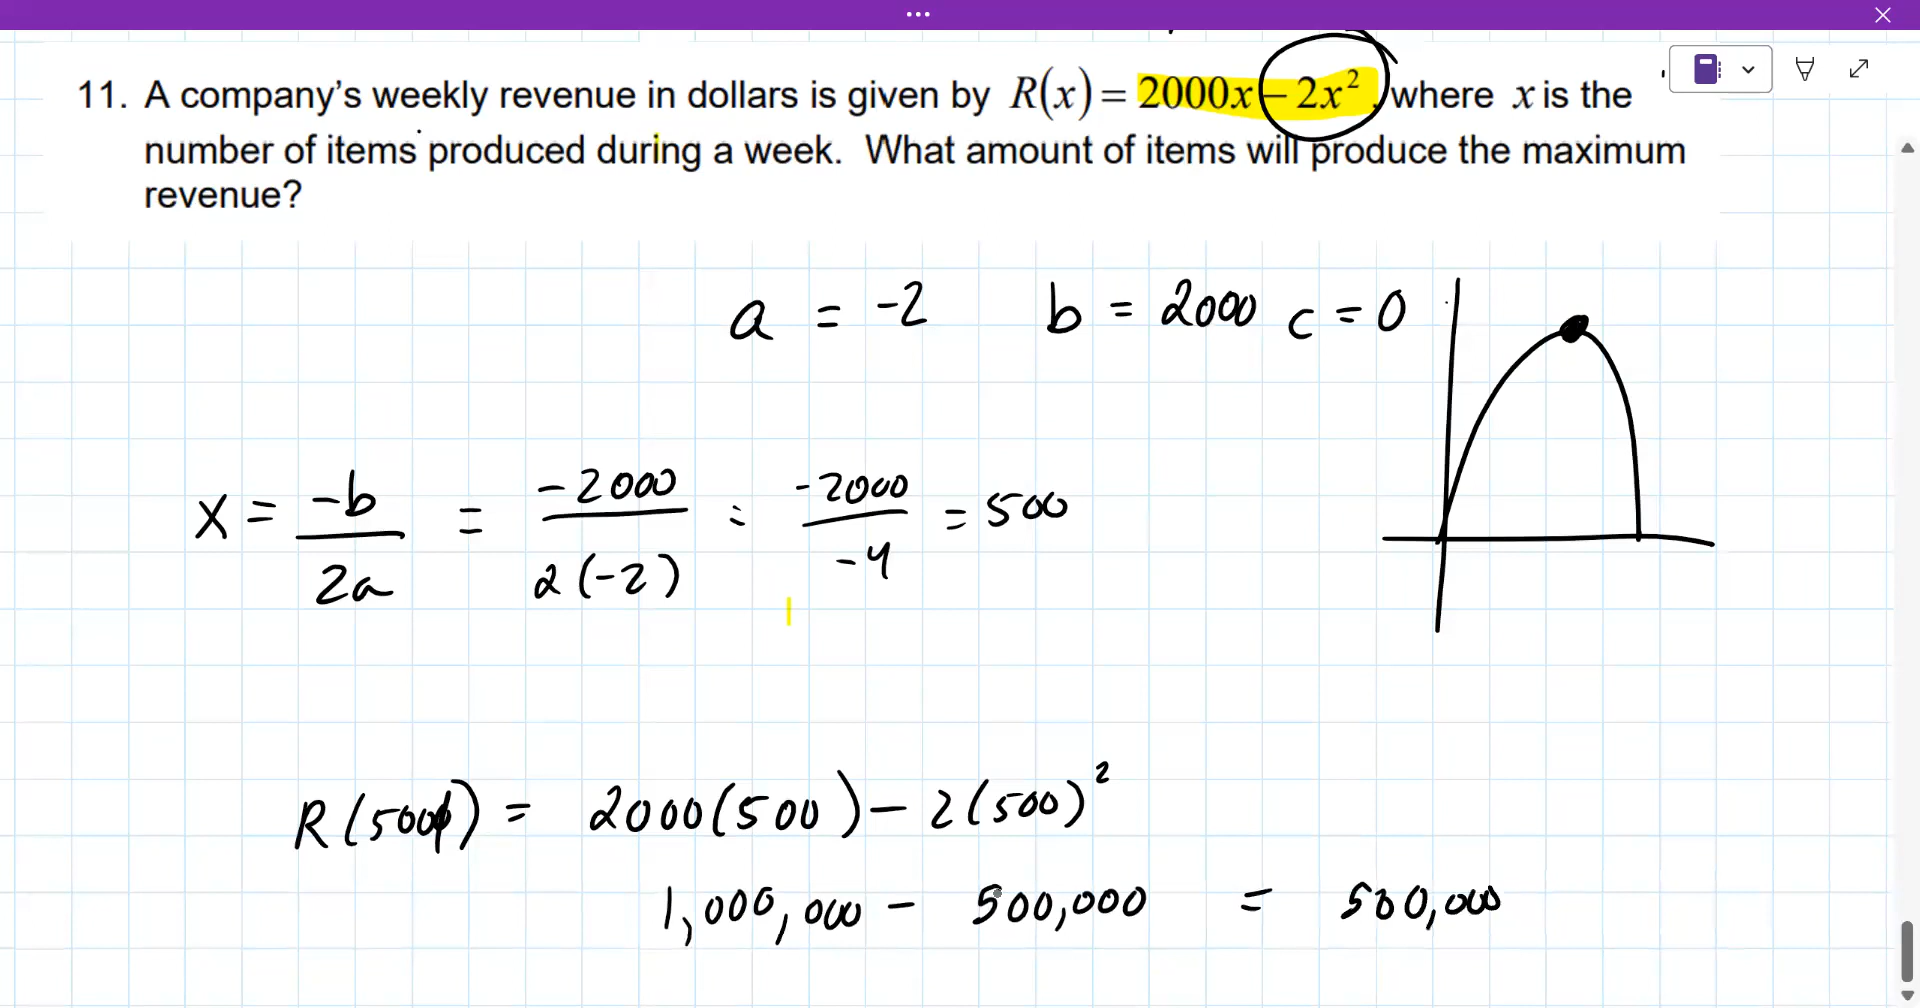 11. A company's weekly revenue in dollars is given by R(x) = 2000x − 2x², where x is the
number of items produced during a week. What amount of items will produce the maximum
revenue?
a = -2 b = 2000 c = 0
x = -b/2a = -2000/2(-2) = -2000/-4 = 500
R(500) = 2000(500) - 2(500)²
1,000,000 - 500,000 = 500,000